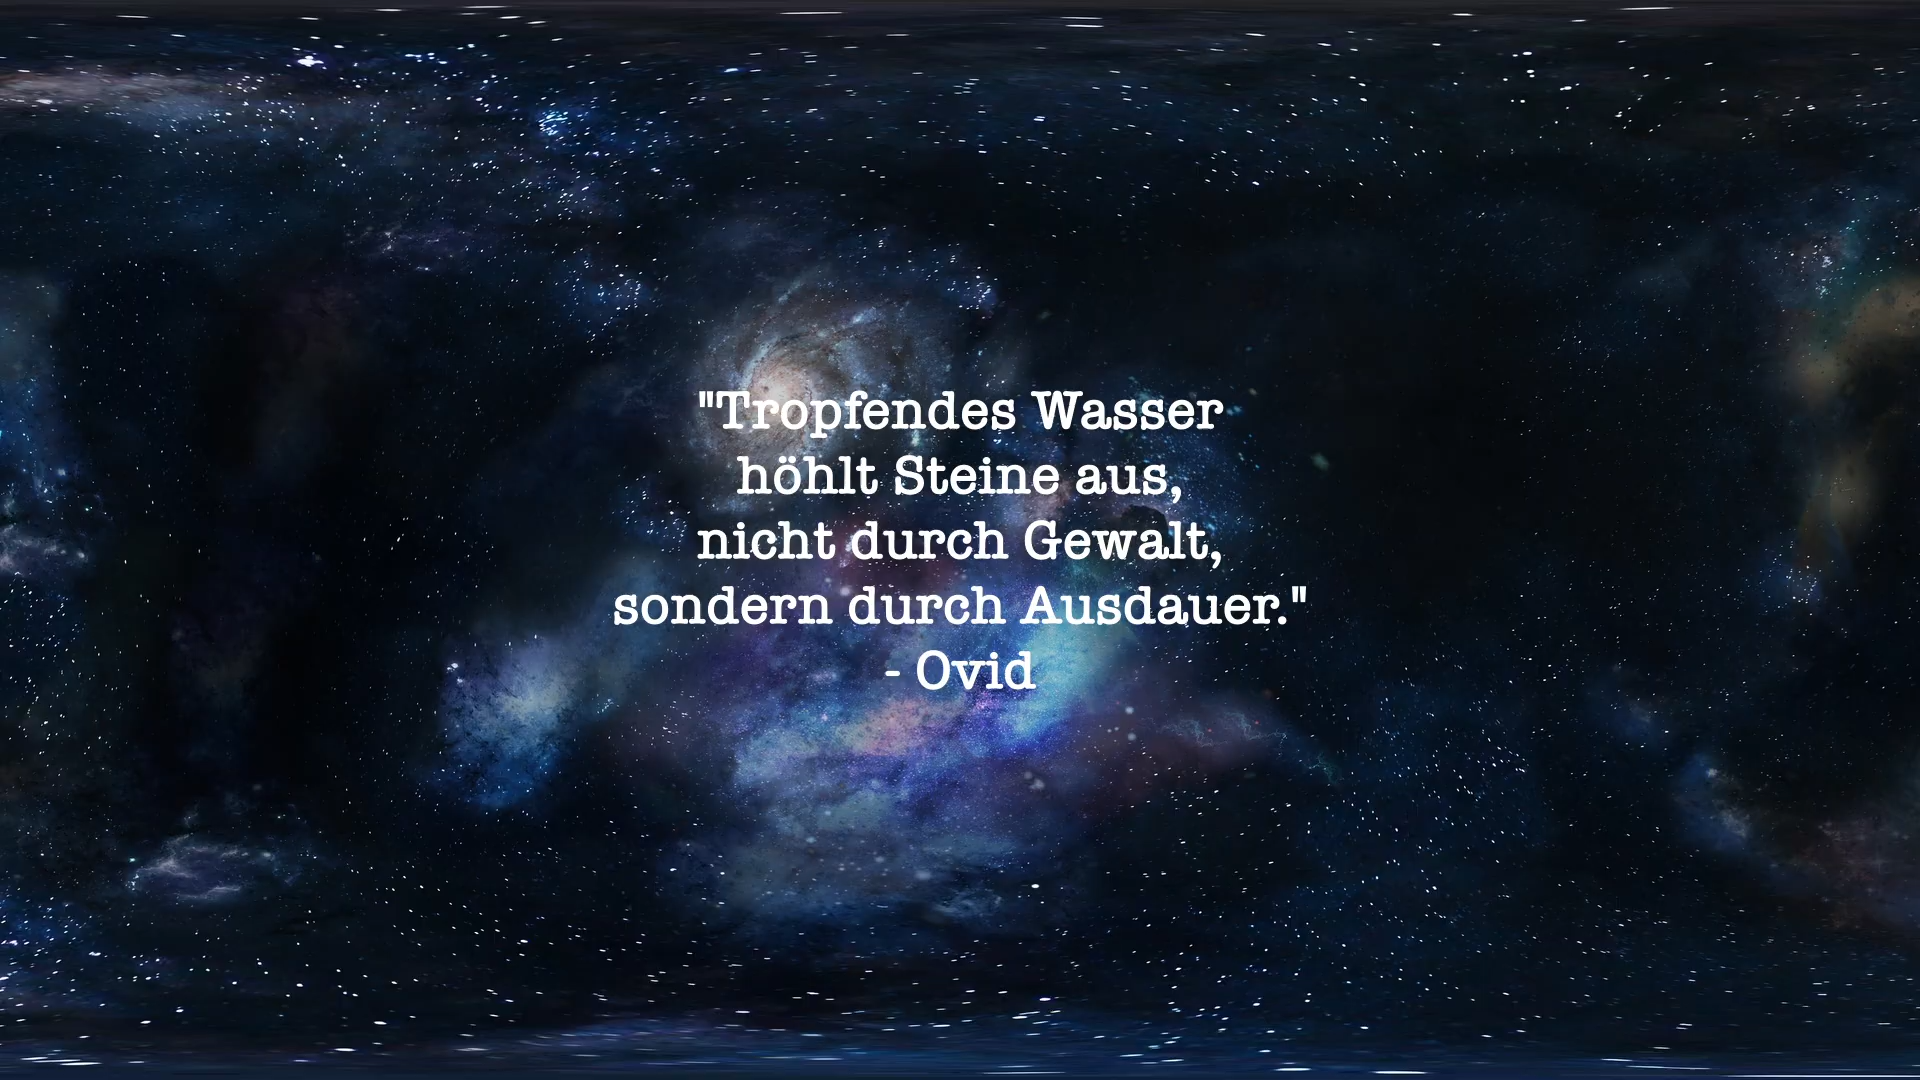 "Tropfendes Wasser
höhlt Steine aus,
nicht durch Gewalt,
sondern durch Ausdauer."
- Ovid